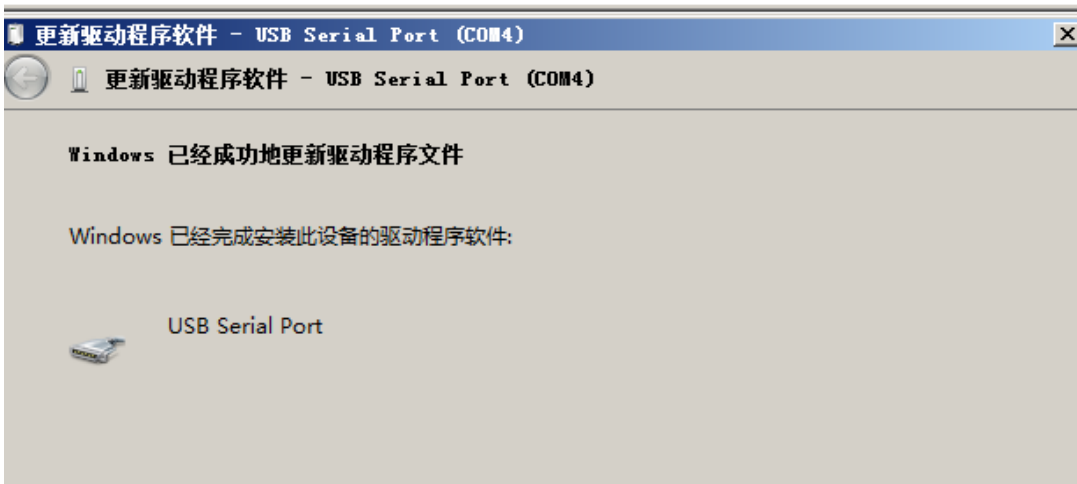 更新驱动程序软件 - USB Serial Port (COM4)
更新驱动程序软件 - USB Serial Port (COM4)
Windows 已经成功地更新驱动程序文件
Windows 已经完成安装此设备的驱动程序软件:
USB Serial Port